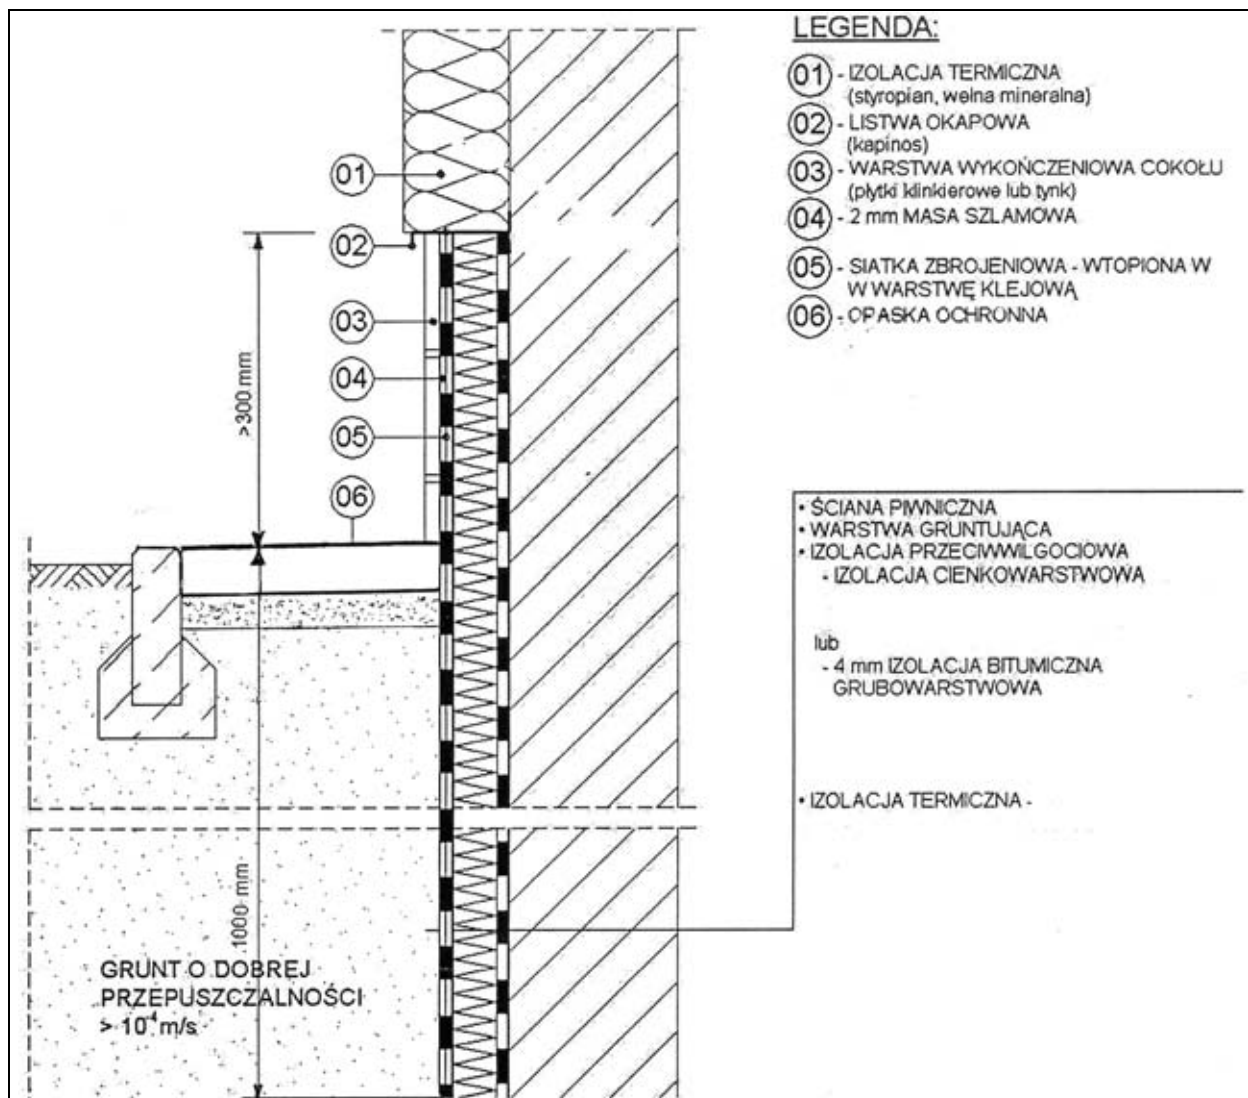 LEGENDA:
01 - IZOLACJA TERMICZNA
(styropian, wełna mineralna)
02 - LISTWA OKAPOWA
(kapinos)
03 - WARSTWA WYKOŃCZENIOWA COKOŁU
(płytki klinkierowe lub tynk)
04 - 2 mm MASA SZLAMOWA
05 - SIATKA ZBROJENIOWA - WTOPIONA W
W WARSTWĘ KLEJOWĄ
06 - OPASKA OCHRONNA
01
02
03
04
05
06
>300 mm
1000 mm
• ŚCIANA PIWNICZNA
• WARSTWA GRUNTUJĄCA
• IZOLACJA PRZECIWWILGOCIOWA
- IZOLACJA CIENKOWARSTWOWA
lub
- 4 mm IZOLACJA BITUMICZNA
GRUBOWARSTWOWA
• IZOLACJA TERMICZNA -
GRUNT O DOBREJ
PRZEPUSZCZALNOŚCI
> 10⁻⁴ m/s